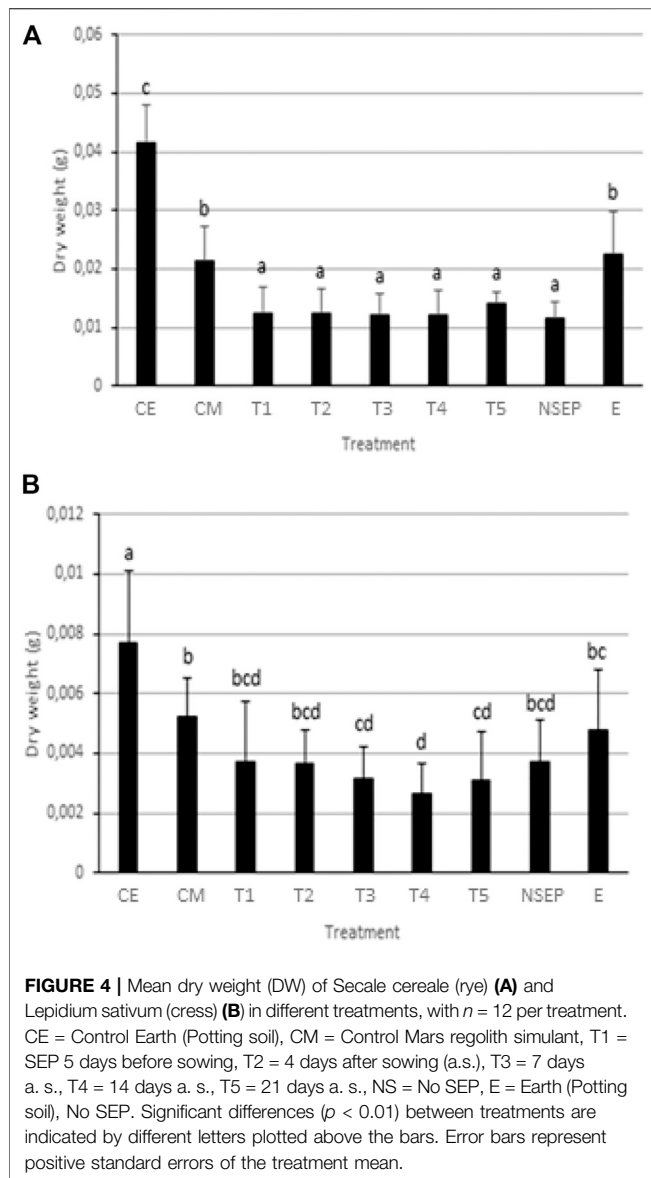 A
0,06
0,05
0,04
0,03
0,02
0,01
0
Dry weight (g)
c
b
a
a
a
a
a
a
b
CE CM T1 T2 T3 T4 T5 NSEP E
Treatment
B
0,012
0,01
0,008
0,006
0,004
0,002
0
Dry weight (g)
a
b
bcd
bcd
cd
d
cd
bcd
bc
CE CM T1 T2 T3 T4 T5 NSEP E
Treatment
FIGURE 4 | Mean dry weight (DW) of Secale cereale (rye) (A) and
Lepidium sativum (cress) (B) in different treatments, with n = 12 per treatment.
CE = Control Earth (Potting soil), CM = Control Mars regolith simulant, T1 =
SEP 5 days before sowing, T2 = 4 days after sowing (a.s.), T3 = 7 days
a. s., T4 = 14 days a. s., T5 = 21 days a. s., NS = No SEP, E = Earth (Potting
soil), No SEP. Significant differences (p < 0.01) between treatments are
indicated by different letters plotted above the bars. Error bars represent
positive standard errors of the treatment mean.